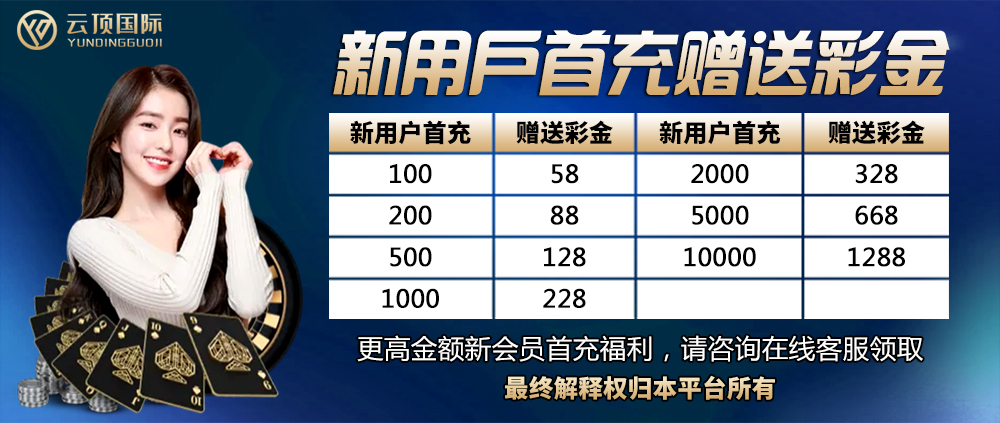 云顶国际
YUNDINGGUOJI
新用戶首充赠送彩金
新用户首充 赠送彩金 新用户首充 赠送彩金
100 58 2000 328
200 88 5000 668
500 128 10000 1288
1000 228
更高金额新会员首充福利，请咨询在线客服领取
最终解释权归本平台所有